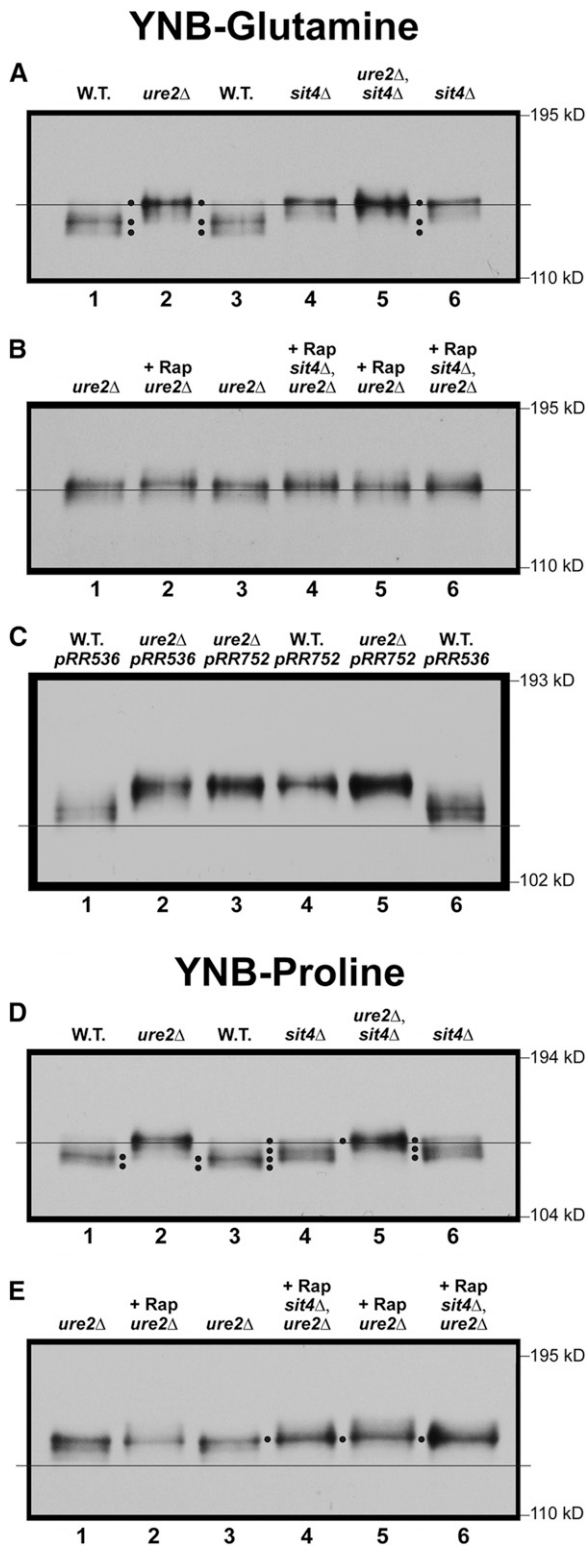 YNB-Glutamine
A
W.T. ure2Δ W.T. sit4Δ ure2Δ, sit4Δ sit4Δ
195 kD
110 kD
1 2 3 4 5 6
B
+ Rap + Rap + Rap + Rap
sit4Δ, sit4Δ,
ure2Δ ure2Δ ure2Δ ure2Δ ure2Δ ure2Δ
195 kD
110 kD
1 2 3 4 5 6
C
W.T. ure2Δ ure2Δ W.T. ure2Δ W.T.
pRR536 pRR536 pRR752 pRR752 pRR752 pRR536
193 kD
102 kD
1 2 3 4 5 6
YNB-Proline
D
W.T. ure2Δ W.T. sit4Δ ure2Δ, sit4Δ sit4Δ
194 kD
104 kD
1 2 3 4 5 6
E
+ Rap + Rap + Rap + Rap
sit4Δ, sit4Δ,
ure2Δ ure2Δ ure2Δ ure2Δ ure2Δ ure2Δ
195 kD
110 kD
1 2 3 4 5 6